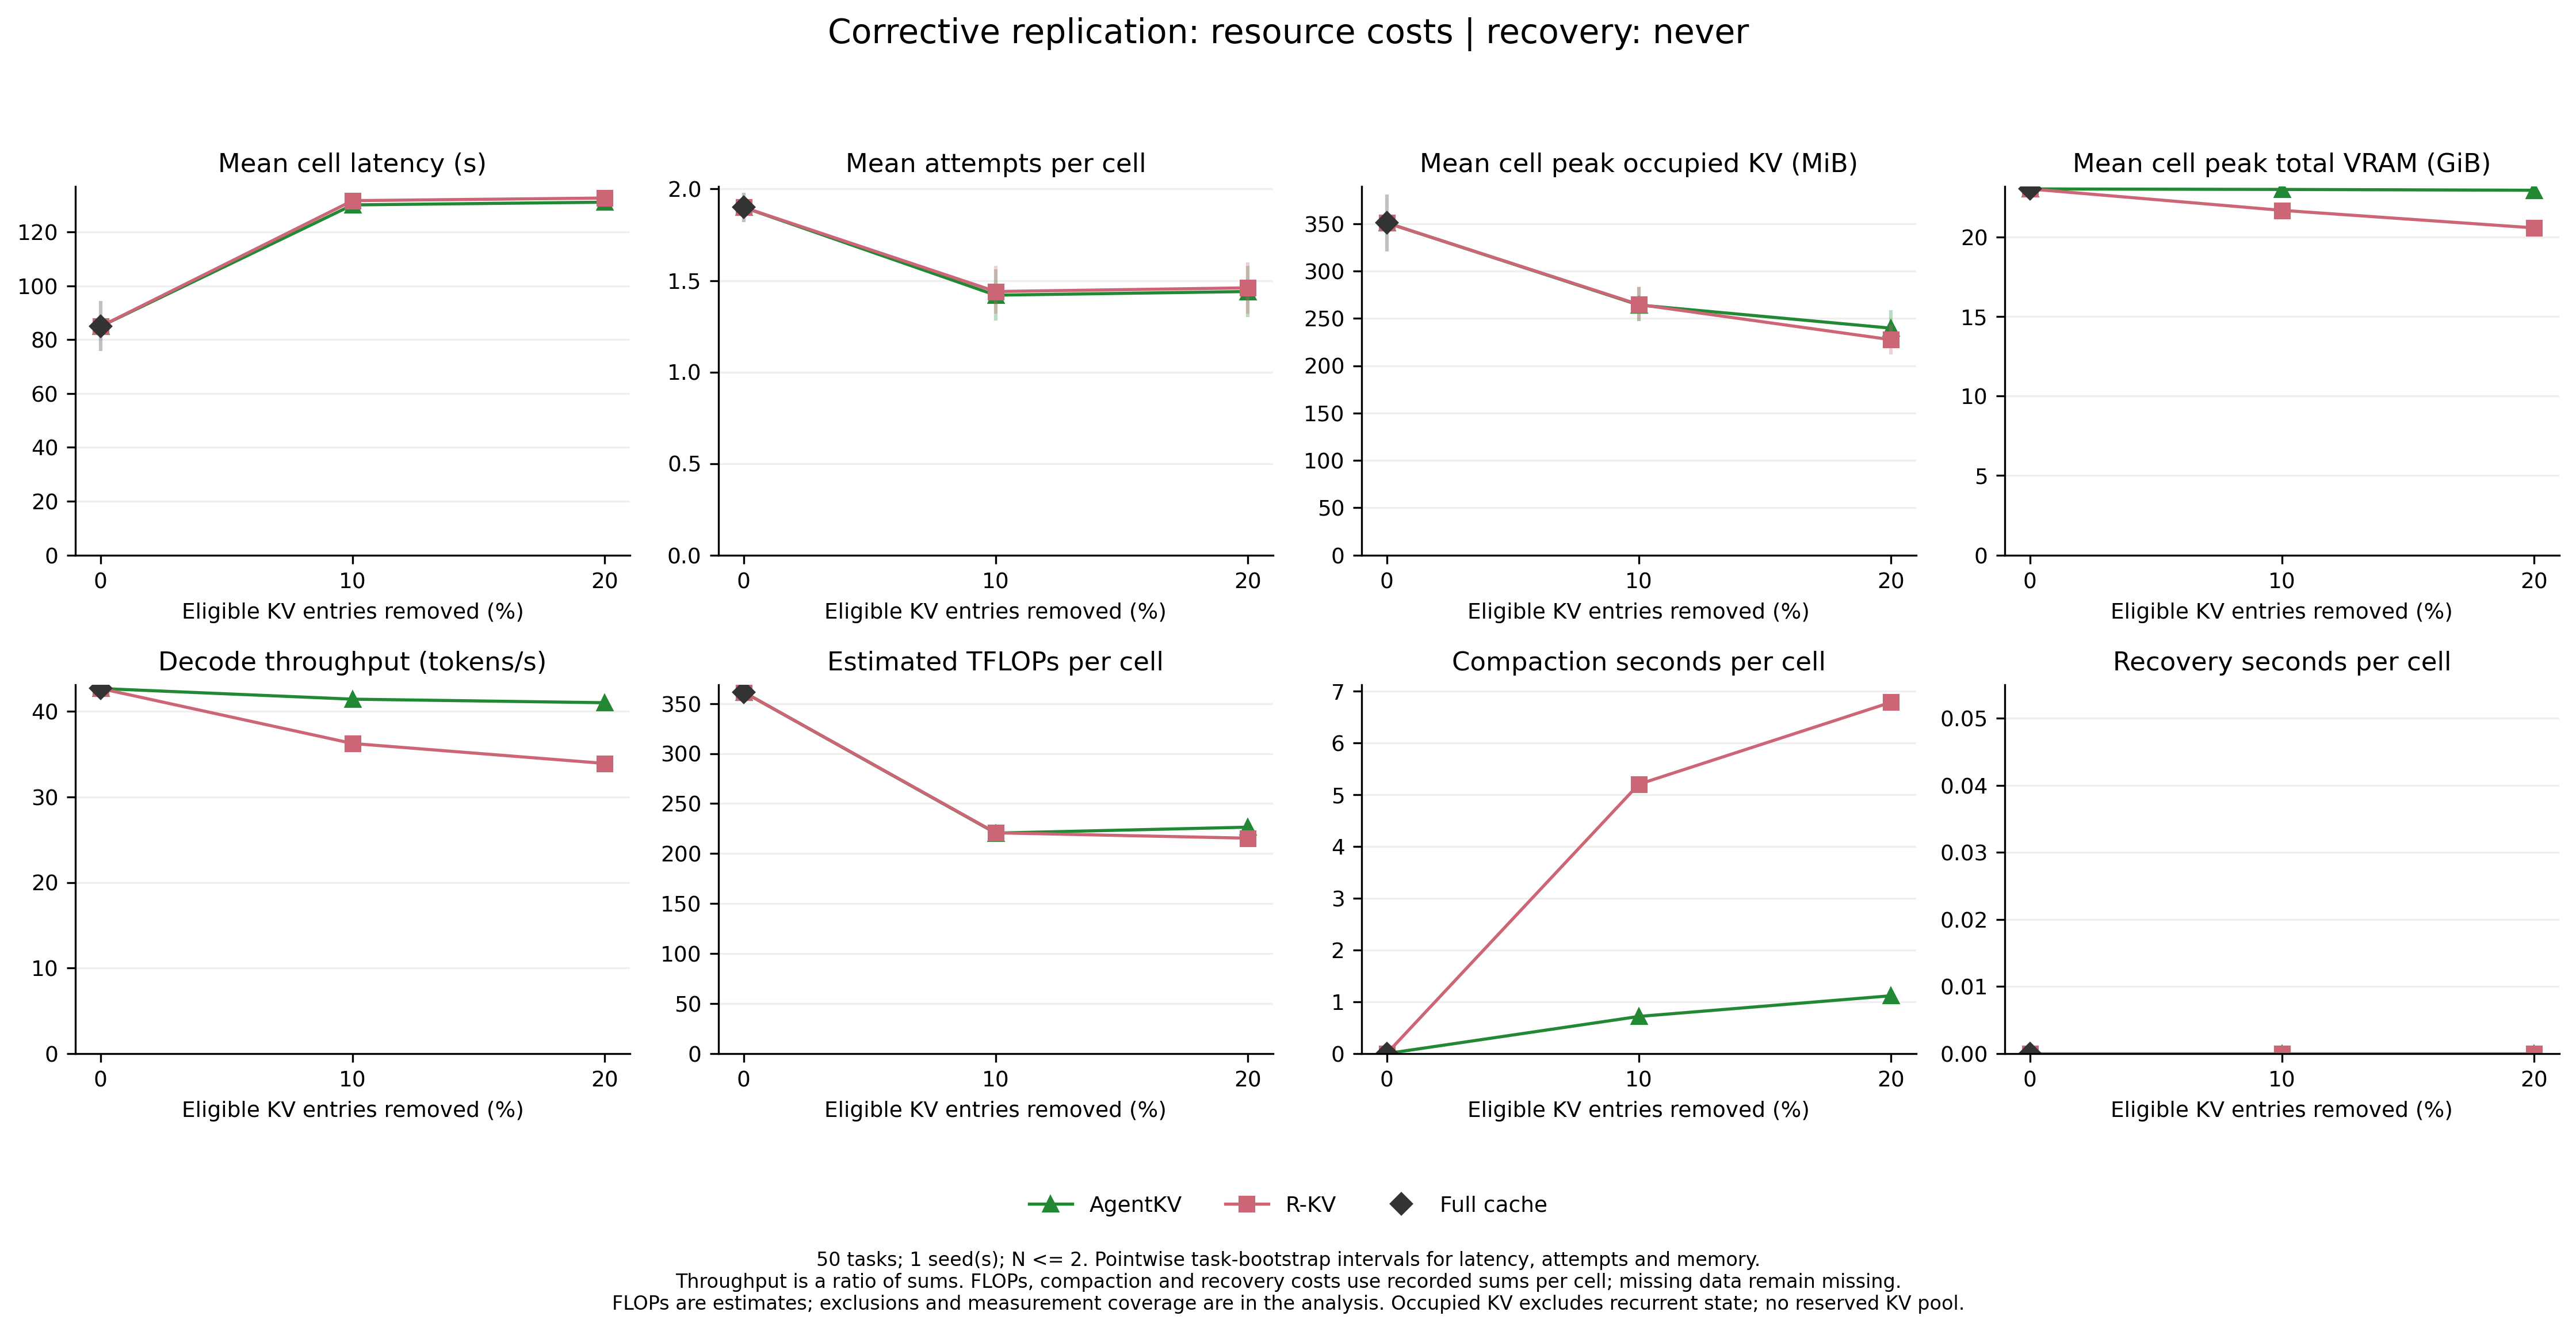 Corrective replication: resource costs | recovery: never
Mean cell latency (s)
120
100
80
60
40
20
0
0 10 20
Eligible KV entries removed (%)
Mean attempts per cell
2.0
1.5
1.0
0.5
0.0
0 10 20
Eligible KV entries removed (%)
Mean cell peak occupied KV (MiB)
350
300
250
200
150
100
50
0
0 10 20
Eligible KV entries removed (%)
Mean cell peak total VRAM (GiB)
20
15
10
5
0
0 10 20
Eligible KV entries removed (%)
Decode throughput (tokens/s)
40
30
20
10
0
0 10 20
Eligible KV entries removed (%)
Estimated TFLOPs per cell
350
300
250
200
150
100
50
0
0 10 20
Eligible KV entries removed (%)
Compaction seconds per cell
7
6
5
4
3
2
1
0
0 10 20
Eligible KV entries removed (%)
Recovery seconds per cell
0.05
0.04
0.03
0.02
0.01
0.00
0 10 20
Eligible KV entries removed (%)
AgentKV R-KV Full cache
50 tasks; 1 seed(s); N <= 2. Pointwise task-bootstrap intervals for latency, attempts and memory.
Throughput is a ratio of sums. FLOPs, compaction and recovery costs use recorded sums per cell; missing data remain missing.
FLOPs are estimates; exclusions and measurement coverage are in the analysis. Occupied KV excludes recurrent state; no reserved KV pool.